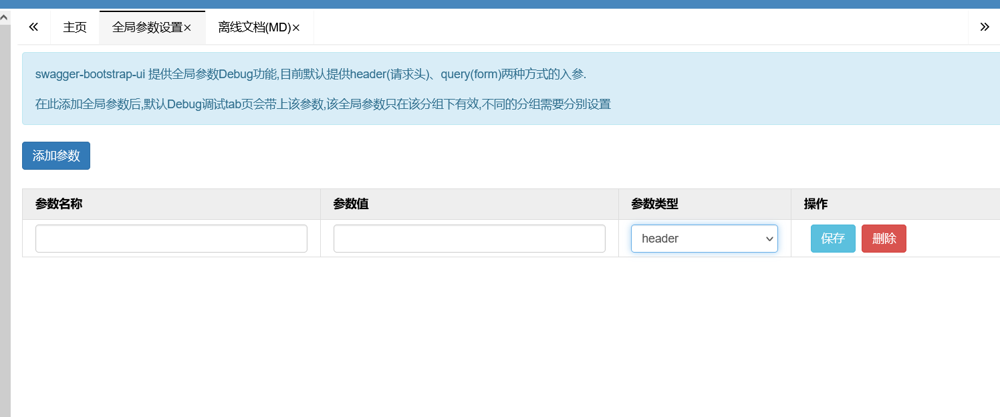 主页 全局参数设置× 离线文档(MD)×
swagger-bootstrap-ui 提供全局参数Debug功能,目前默认提供header(请求头)、query(form)两种方式的入参.
在此添加全局参数后,默认Debug调试tab页会带上该参数,该全局参数只在该分组下有效,不同的分组需要分别设置
添加参数
参数名称 参数值 参数类型 操作
header 保存 删除